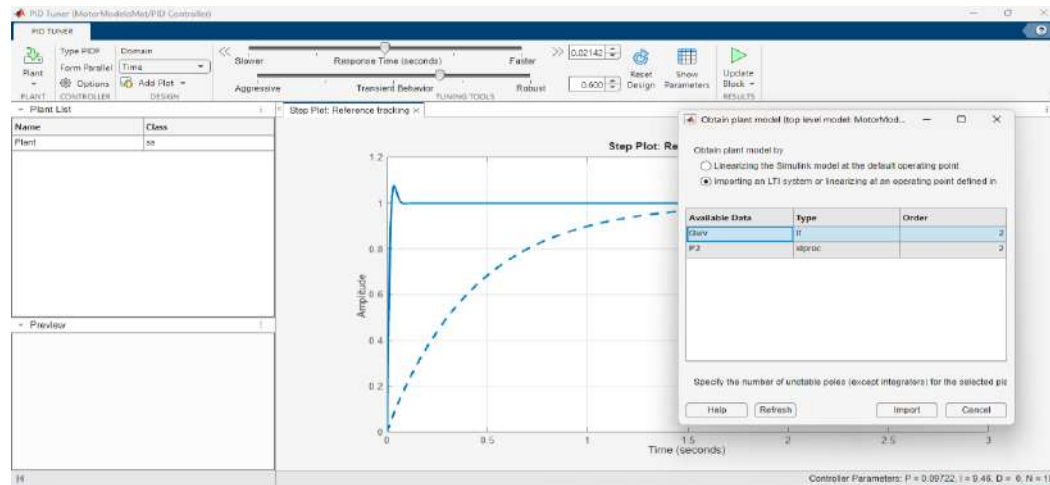 PID Tuner (MotorModelsMat/PID Controller)
PID TUNER
Plant
Type PIDF
Form Parallel
Options
Domain
Time
Add Plot
Slower
Response Time (seconds)
Faster
0.02142
Aggressive
Transient Behavior
Robust
0.600
Reset Design
Show Parameters
Update Block
PLANT
CONTROLLER
DESIGN
TUNING TOOLS
RESULTS
Plant List
Name Class
Plant ss
Preview
Step Plot: Reference tracking
Step Plot: Re
Amplitude
1.2
1
0.8
0.6
0.4
0.2
0
0 0.5 1 1.5 2 2.5 3
Time (seconds)
Obtain plant model (top level model: MotorMod...
Obtain plant model by
Linearizing the Simulink model at the default operating point
Importing an LTI system or linearizing at an operating point defined in
Available Data Type Order
tf 2
P2 idproc 2
Specify the number of unstable poles (except integrators) for the selected pla
Help Refresh Import Cancel
Controller Parameters: P = 0.09722, I = 9.46, D = 0, N = 1